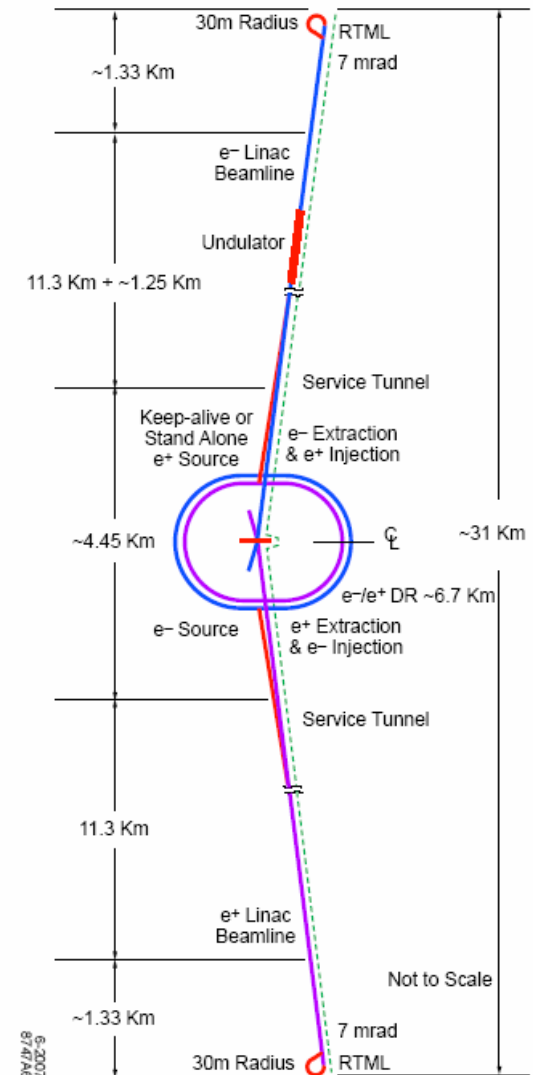 30m Radius
RTML
7 mrad
~1.33 Km
e– Linac
Beamline
Undulator
11.3 Km + ~1.25 Km
Service Tunnel
Keep-alive or
Stand Alone
e+ Source
e– Extraction
& e+ Injection
~4.45 Km
℄
~31 Km
e–/e+ DR ~6.7 Km
e– Source
e+ Extraction
& e– Injection
Service Tunnel
11.3 Km
e+ Linac
Beamline
Not to Scale
~1.33 Km
7 mrad
30m Radius
RTML
6-2007